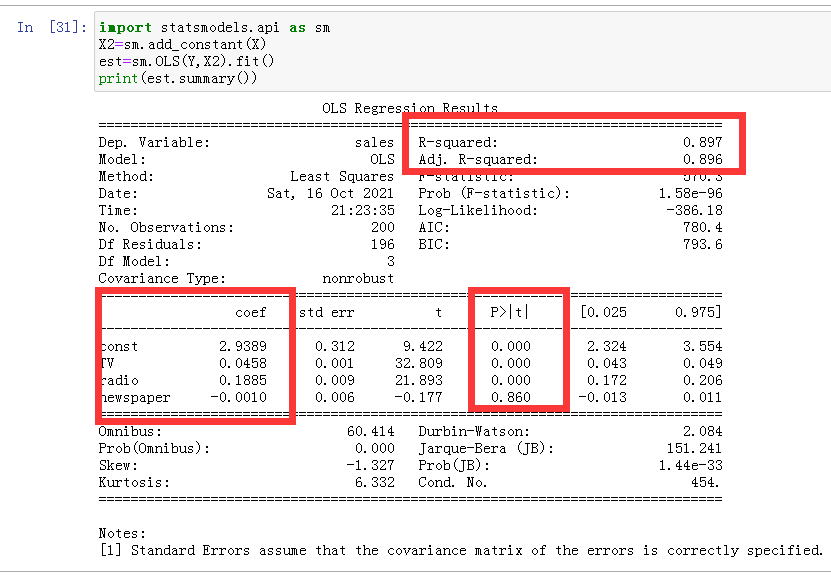 In [31]: import statsmodels.api as sm
X2=sm.add_constant(X)
est=sm.OLS(Y,X2).fit()
print(est.summary())
OLS Regression Results
==============================================================================
Dep. Variable: sales R-squared: 0.897
Model: OLS Adj. R-squared: 0.896
Method: Least Squares F-statistic: 570.3
Date: Sat, 16 Oct 2021 Prob (F-statistic): 1.58e-96
Time: 21:23:35 Log-Likelihood: -386.18
No. Observations: 200 AIC: 780.4
Df Residuals: 196 BIC: 793.6
Df Model: 3
Covariance Type: nonrobust
==============================================================================
coef std err t P>|t| [0.025 0.975]
------------------------------------------------------------------------------
const 2.9389 0.312 9.422 0.000 2.324 3.554
TV 0.0458 0.001 32.809 0.000 0.043 0.049
radio 0.1885 0.009 21.893 0.000 0.172 0.206
newspaper -0.0010 0.006 -0.177 0.860 -0.013 0.011
==============================================================================
Omnibus: 60.414 Durbin-Watson: 2.084
Prob(Omnibus): 0.000 Jarque-Bera (JB): 151.241
Skew: -1.327 Prob(JB): 1.44e-33
Kurtosis: 6.332 Cond. No. 454.
==============================================================================
Notes:
[1] Standard Errors assume that the covariance matrix of the errors is correctly specified.